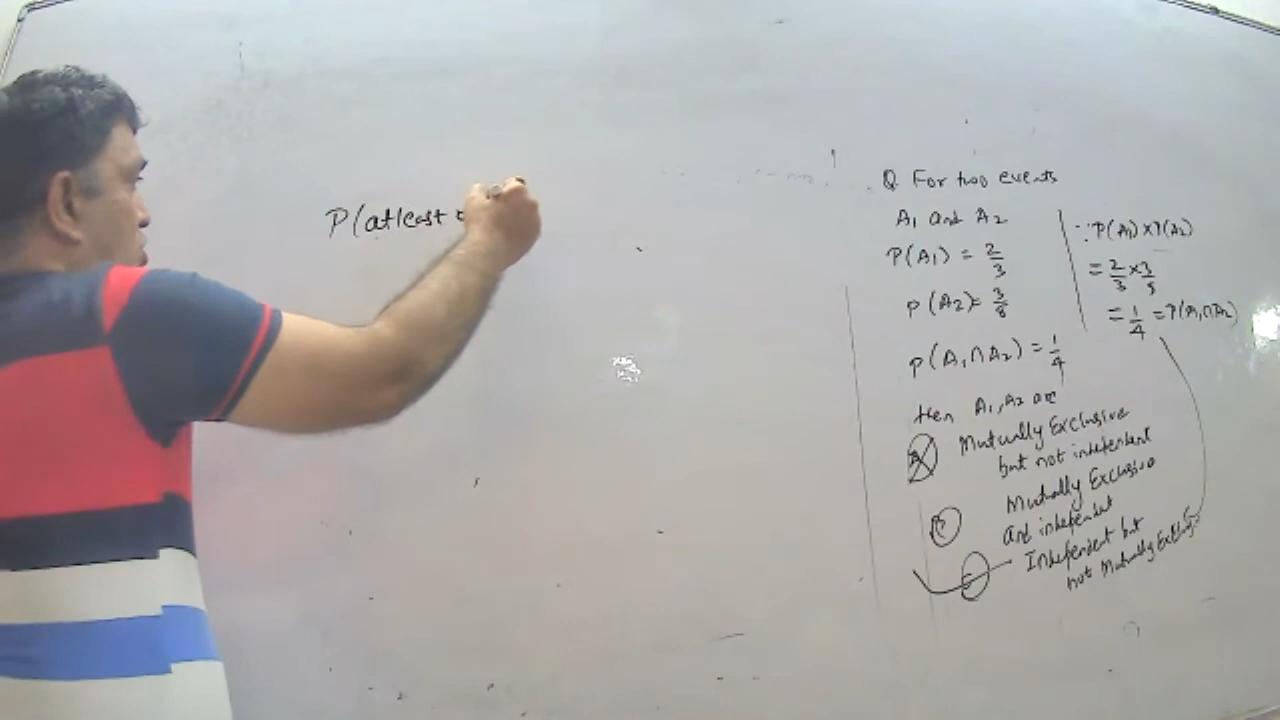 P(atleast
Q For two events
A₁ and A₂
P(A₁) = 2/3
P(A₂) = 3/8
P(A₁∩A₂) = 1/4
then A₁, A₂ are
Mutually Exclusive
but not independent
Mutually Exclusive
and independent
Independent but
not Mutually Exclusive
∵ P(A₁) × P(A₂)
= 2/3 × 3/8
= 1/4 = P(A₁∩A₂)